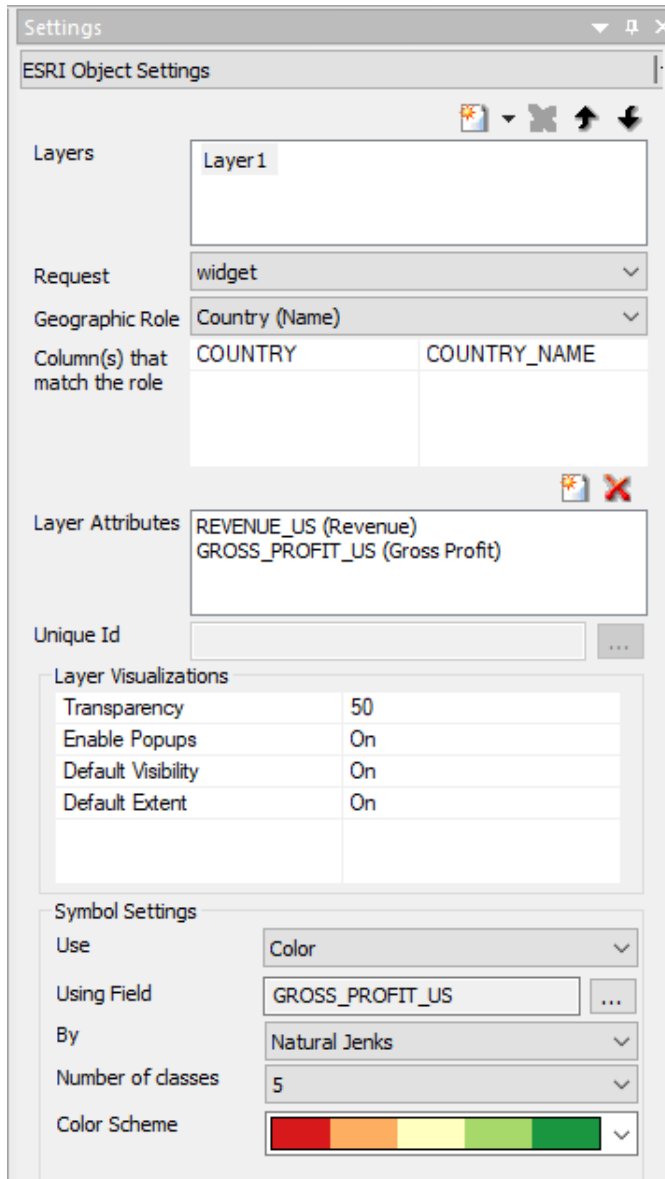 Settings
ESRI Object Settings
Layers
Layer1
Request
widget
Geographic Role
Country (Name)
Column(s) that
match the role
COUNTRY
COUNTRY_NAME
Layer Attributes
REVENUE_US (Revenue)
GROSS_PROFIT_US (Gross Profit)
Unique Id
...
Layer Visualizations
Transparency 50
Enable Popups On
Default Visibility On
Default Extent On
Symbol Settings
Use
Color
Using Field
GROSS_PROFIT_US
...
By
Natural Jenks
Number of classes
5
Color Scheme